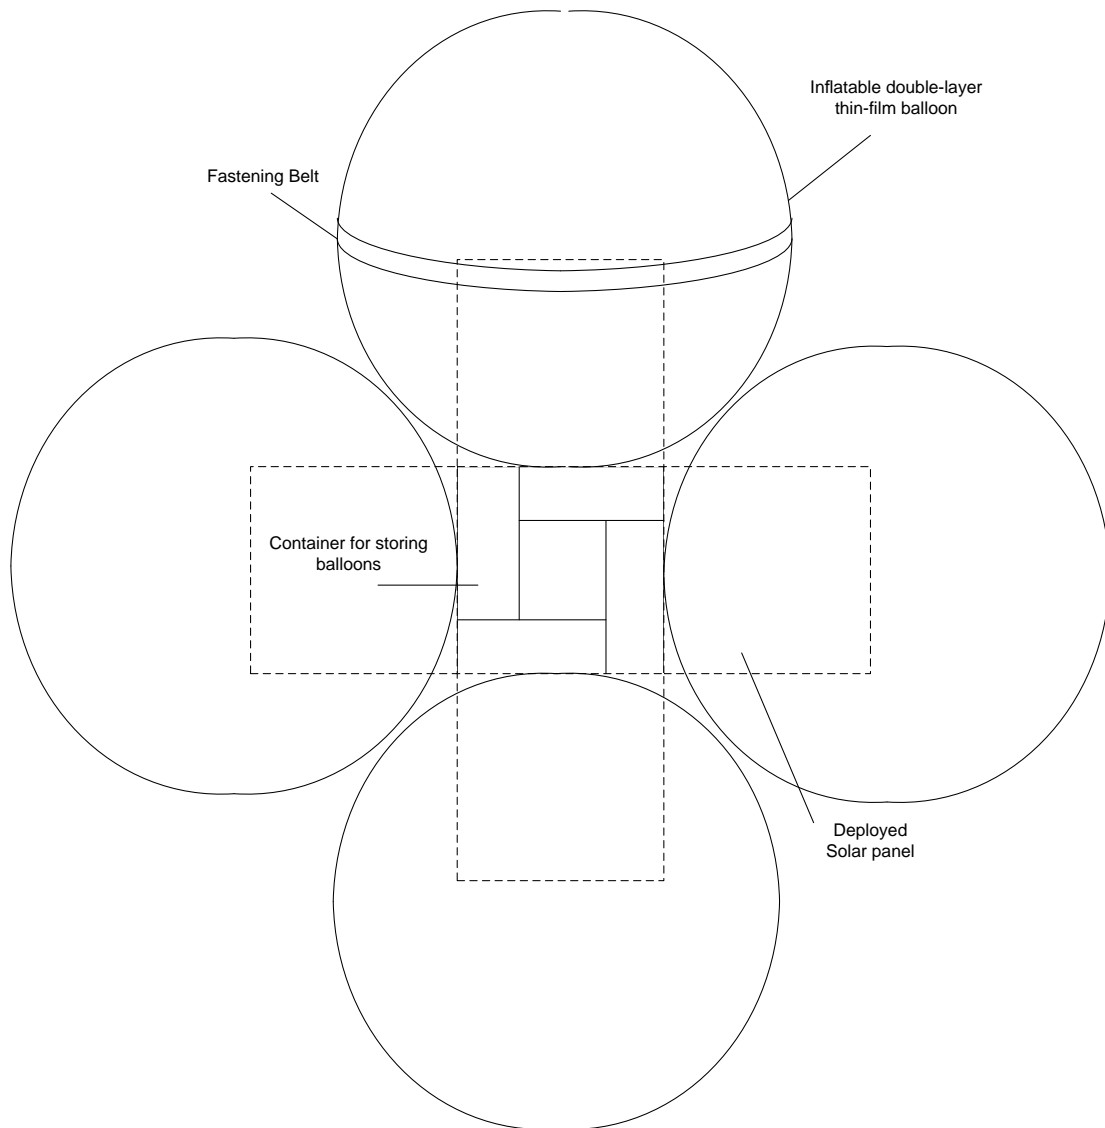 Inflatable double-layer
thin-film balloon
Fastening Belt
Container for storing
balloons
Deployed
Solar panel